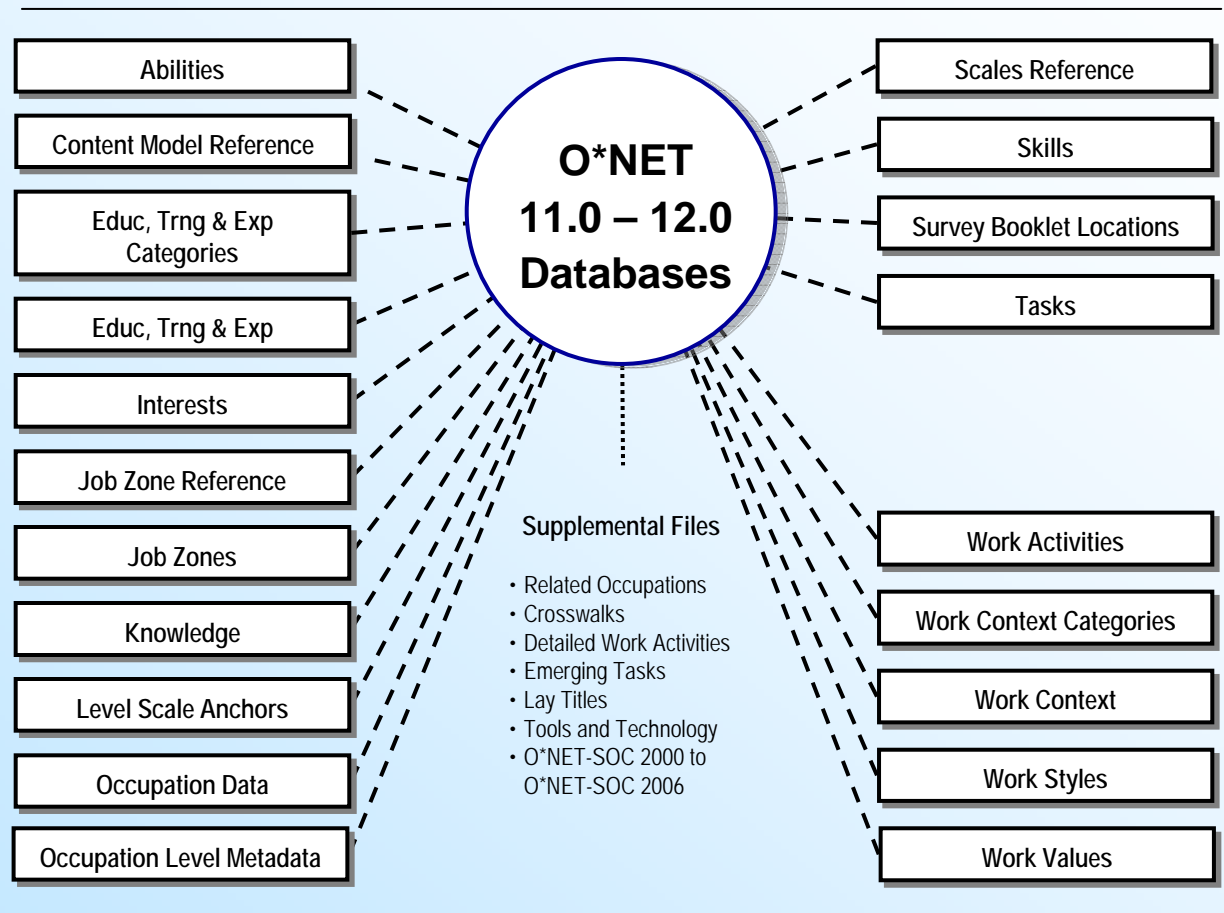 Abilities
Content Model Reference
Educ, Trng & Exp
Categories
Educ, Trng & Exp
Interests
Job Zone Reference
Job Zones
Knowledge
Level Scale Anchors
Occupation Data
Occupation Level Metadata
O*NET
11.0 – 12.0
Databases
Supplemental Files
• Related Occupations
• Crosswalks
• Detailed Work Activities
• Emerging Tasks
• Lay Titles
• Tools and Technology
• O*NET-SOC 2000 to
O*NET-SOC 2006
Scales Reference
Skills
Survey Booklet Locations
Tasks
Work Activities
Work Context Categories
Work Context
Work Styles
Work Values